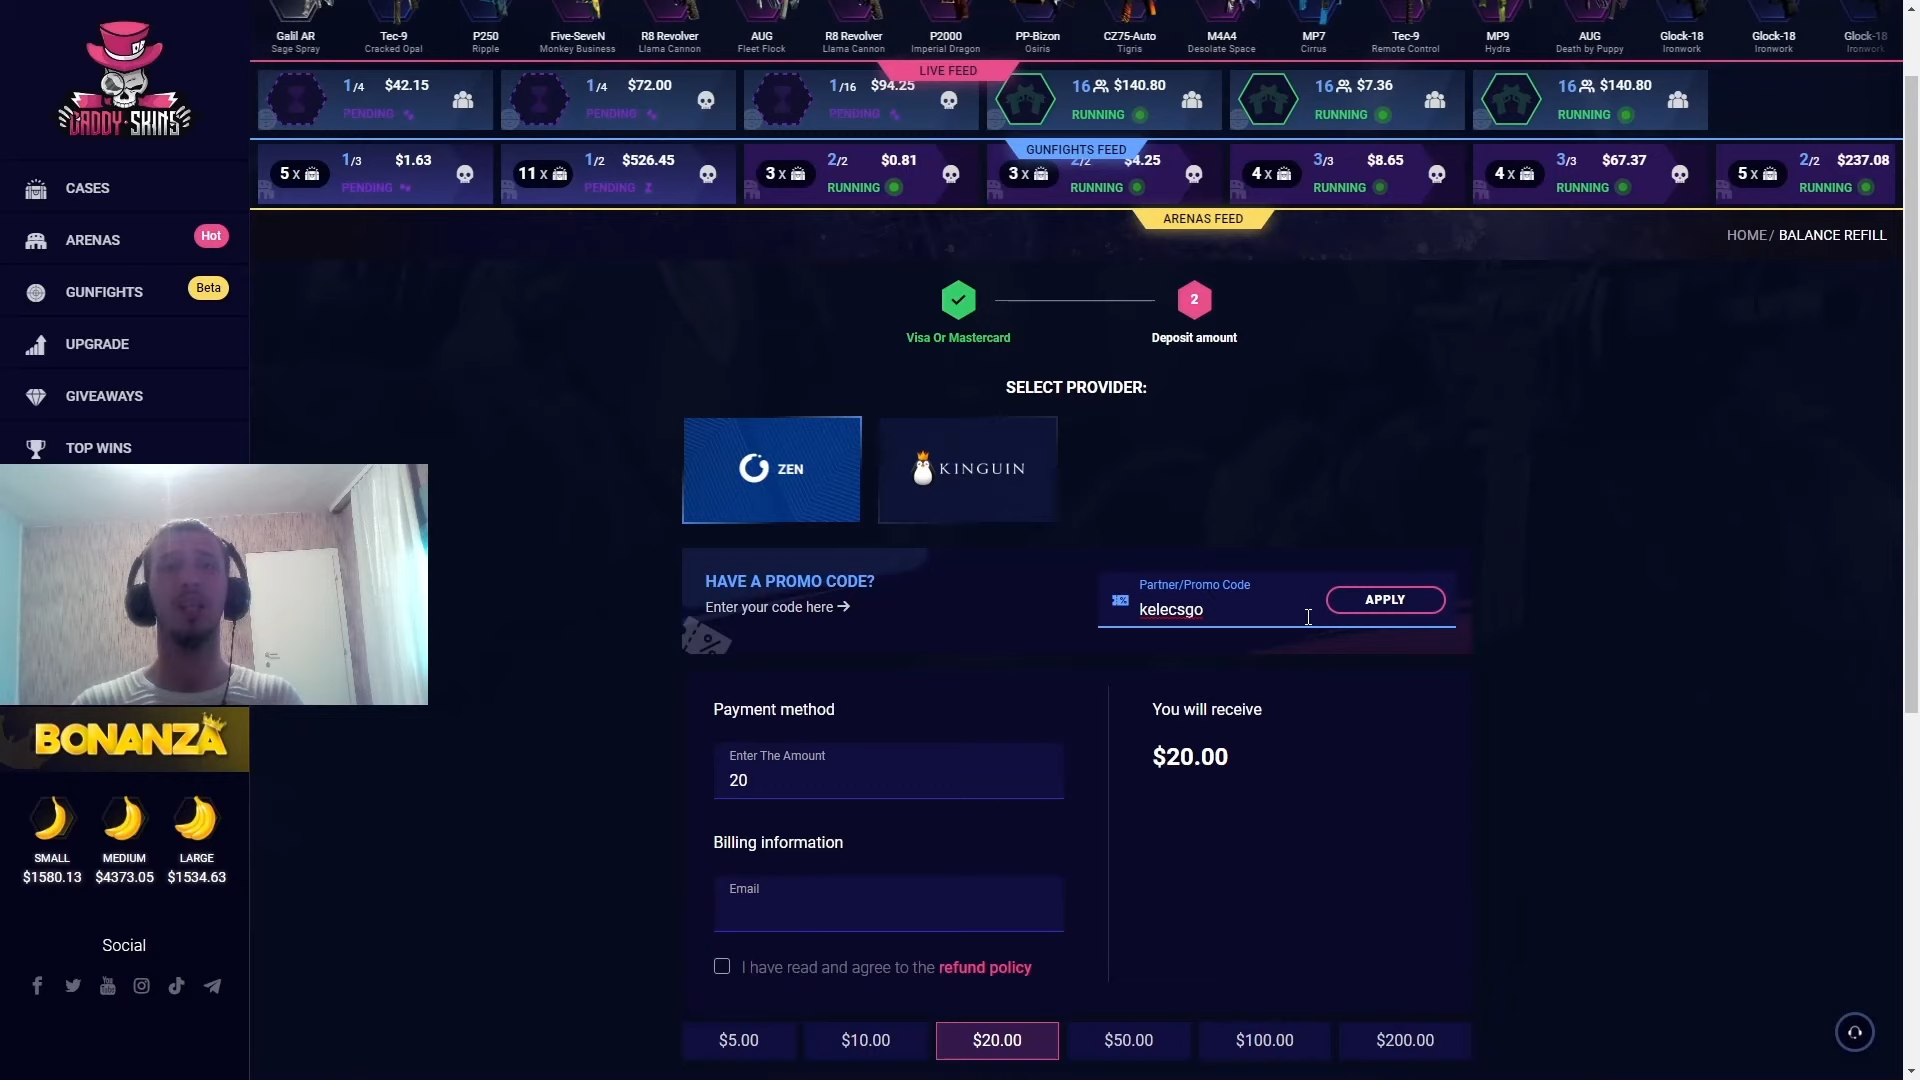 Galil AR
Sage Spray
Tec-9
Cracked Opal
P250
Ripple
Five-SeveN
Monkey Business
R8 Revolver
Llama Cannon
AUG
Fleet Flock
R8 Revolver
Llama Cannon
P2000
Imperial Dragon
PP-Bizon
Osiris
CZ75-Auto
Tigris
M4A4
Desolate Space
MP7
Cirrus
Tec-9
Remote Control
MP9
Hydra
AUG
Death by Puppy
Glock-18
Ironwork
Glock-18
Ironwork
Glock-18
Ironwork
LIVE FEED
1/4 $42.15
PENDING
1/4 $72.00
PENDING
1/16 $94.25
PENDING
16 $140.80
RUNNING
16 $7.36
RUNNING
16 $140.80
RUNNING
GUNFIGHTS FEED
5 x 1/3 $1.63
PENDING
11 x 1/2 $526.45
PENDING
3 x 2/2 $0.81
RUNNING
3 x 2/2 $4.25
RUNNING
4 x 3/3 $8.65
RUNNING
4 x 3/3 $67.37
RUNNING
5 x 2/2 $237.08
RUNNING
ARENAS FEED
DADDY SKINS
CASES
ARENAS Hot
GUNFIGHTS Beta
UPGRADE
GIVEAWAYS
TOP WINS
BONANZA
SMALL MEDIUM LARGE
$1580.13 $4373.05 $1534.63
Social
HOME / BALANCE REFILL
2
Visa Or Mastercard Deposit amount
SELECT PROVIDER:
ZEN KINGUIN
HAVE A PROMO CODE?
Enter your code here →
Partner/Promo Code
kelecsgo
APPLY
Payment method
Enter The Amount
20
Billing information
Email
I have read and agree to the refund policy
You will receive
$20.00
$5.00 $10.00 $20.00 $50.00 $100.00 $200.00